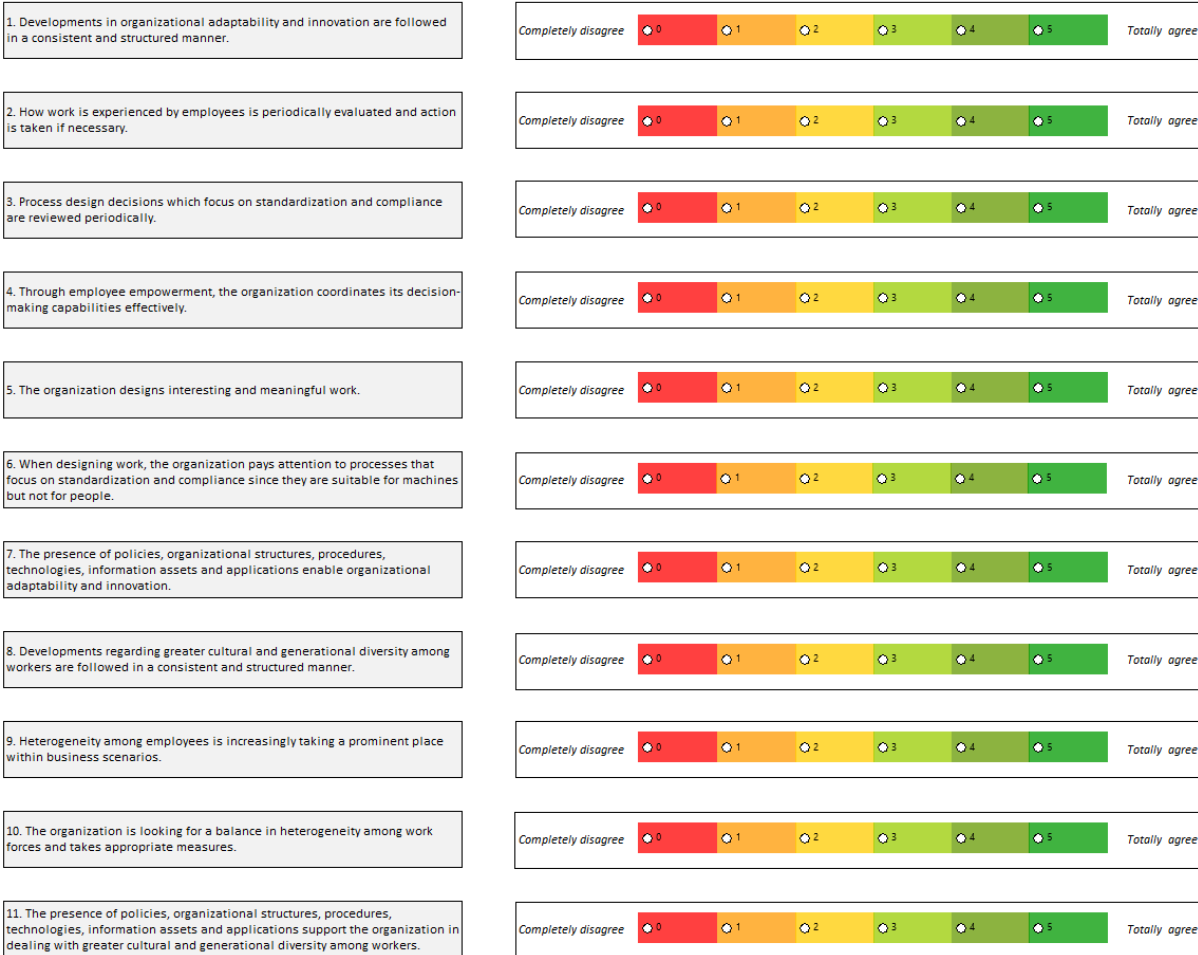 1. Developments in organizational adaptability and innovation are followed
in a consistent and structured manner.
Completely disagree 0 1 2 3 4 5 Totally agree
2. How work is experienced by employees is periodically evaluated and action
is taken if necessary.
Completely disagree 0 1 2 3 4 5 Totally agree
3. Process design decisions which focus on standardization and compliance
are reviewed periodically.
Completely disagree 0 1 2 3 4 5 Totally agree
4. Through employee empowerment, the organization coordinates its decision-
making capabilities effectively.
Completely disagree 0 1 2 3 4 5 Totally agree
5. The organization designs interesting and meaningful work.
Completely disagree 0 1 2 3 4 5 Totally agree
6. When designing work, the organization pays attention to processes that
focus on standardization and compliance since they are suitable for machines
but not for people.
Completely disagree 0 1 2 3 4 5 Totally agree
7. The presence of policies, organizational structures, procedures,
technologies, information assets and applications enable organizational
adaptability and innovation.
Completely disagree 0 1 2 3 4 5 Totally agree
8. Developments regarding greater cultural and generational diversity among
workers are followed in a consistent and structured manner.
Completely disagree 0 1 2 3 4 5 Totally agree
9. Heterogeneity among employees is increasingly taking a prominent place
within business scenarios.
Completely disagree 0 1 2 3 4 5 Totally agree
10. The organization is looking for a balance in heterogeneity among work
forces and takes appropriate measures.
Completely disagree 0 1 2 3 4 5 Totally agree
11. The presence of policies, organizational structures, procedures,
technologies, information assets and applications support the organization in
dealing with greater cultural and generational diversity among workers.
Completely disagree 0 1 2 3 4 5 Totally agree